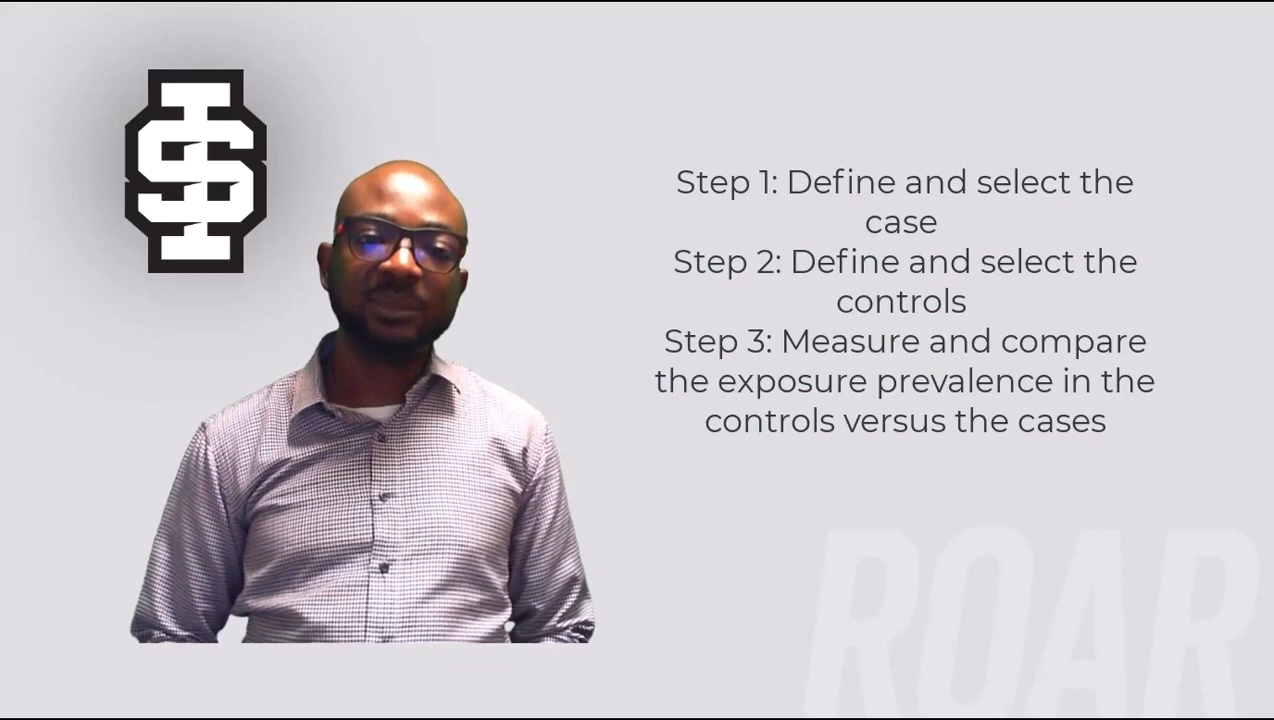 IS
Step 1: Define and select the
case
Step 2: Define and select the
controls
Step 3: Measure and compare
the exposure prevalence in the
controls versus the cases
ROAR